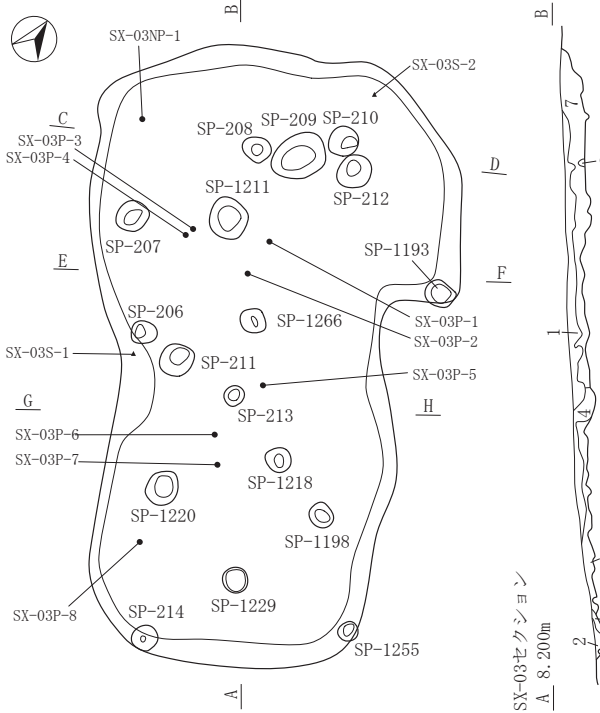 B
B
SX-03NP-1
SX-03S-2
C
SX-03P-3
SX-03P-4
SP-208
SP-209
SP-210
D
SP-212
SP-1211
SP-207
SP-1193
E
F
SP-206
SP-1266
SX-03P-1
SX-03P-2
SX-03S-1
SP-211
SX-03P-5
G
H
SP-213
SX-03P-6
SX-03P-7
SP-1218
SP-1220
SP-1198
SP-1229
SX-03P-8
SP-214
SP-1255
A
7
1
4
2
SX-03セクション
A 8.200m